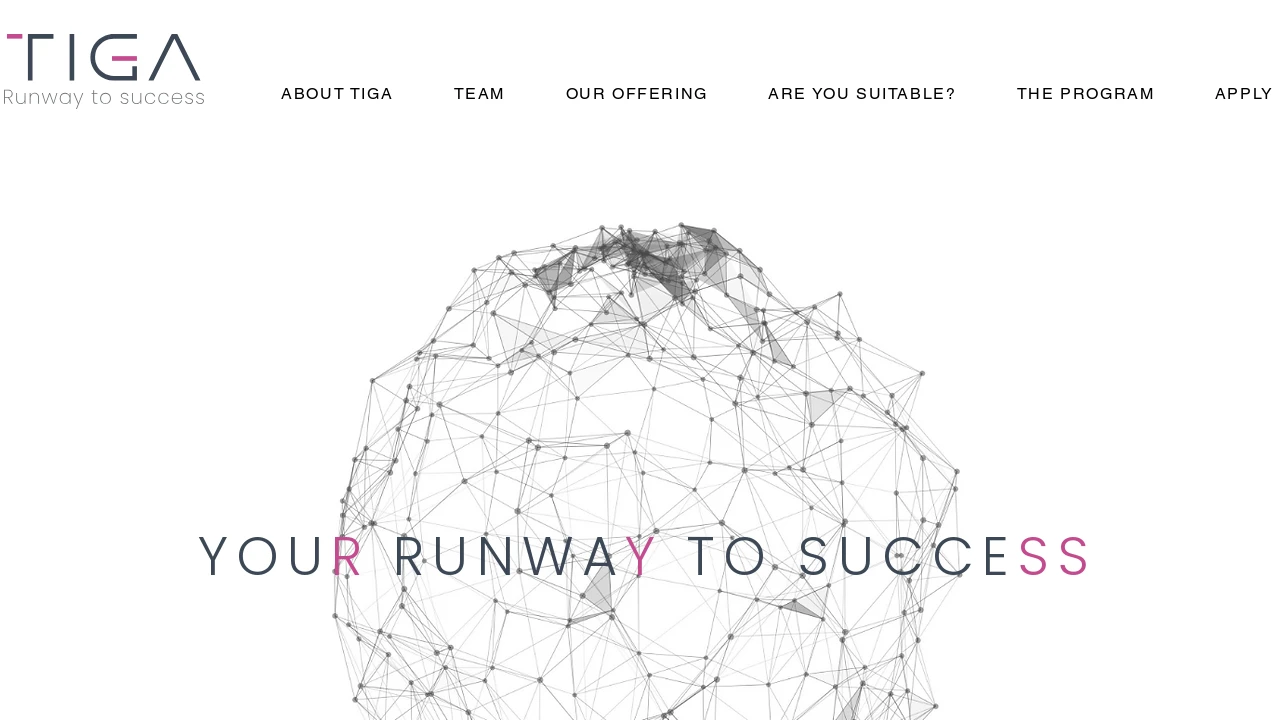 TIGA
Runway to success
ABOUT TIGA TEAM OUR OFFERING ARE YOU SUITABLE? THE PROGRAM APPLY
YOUR RUNWAY TO SUCCESS